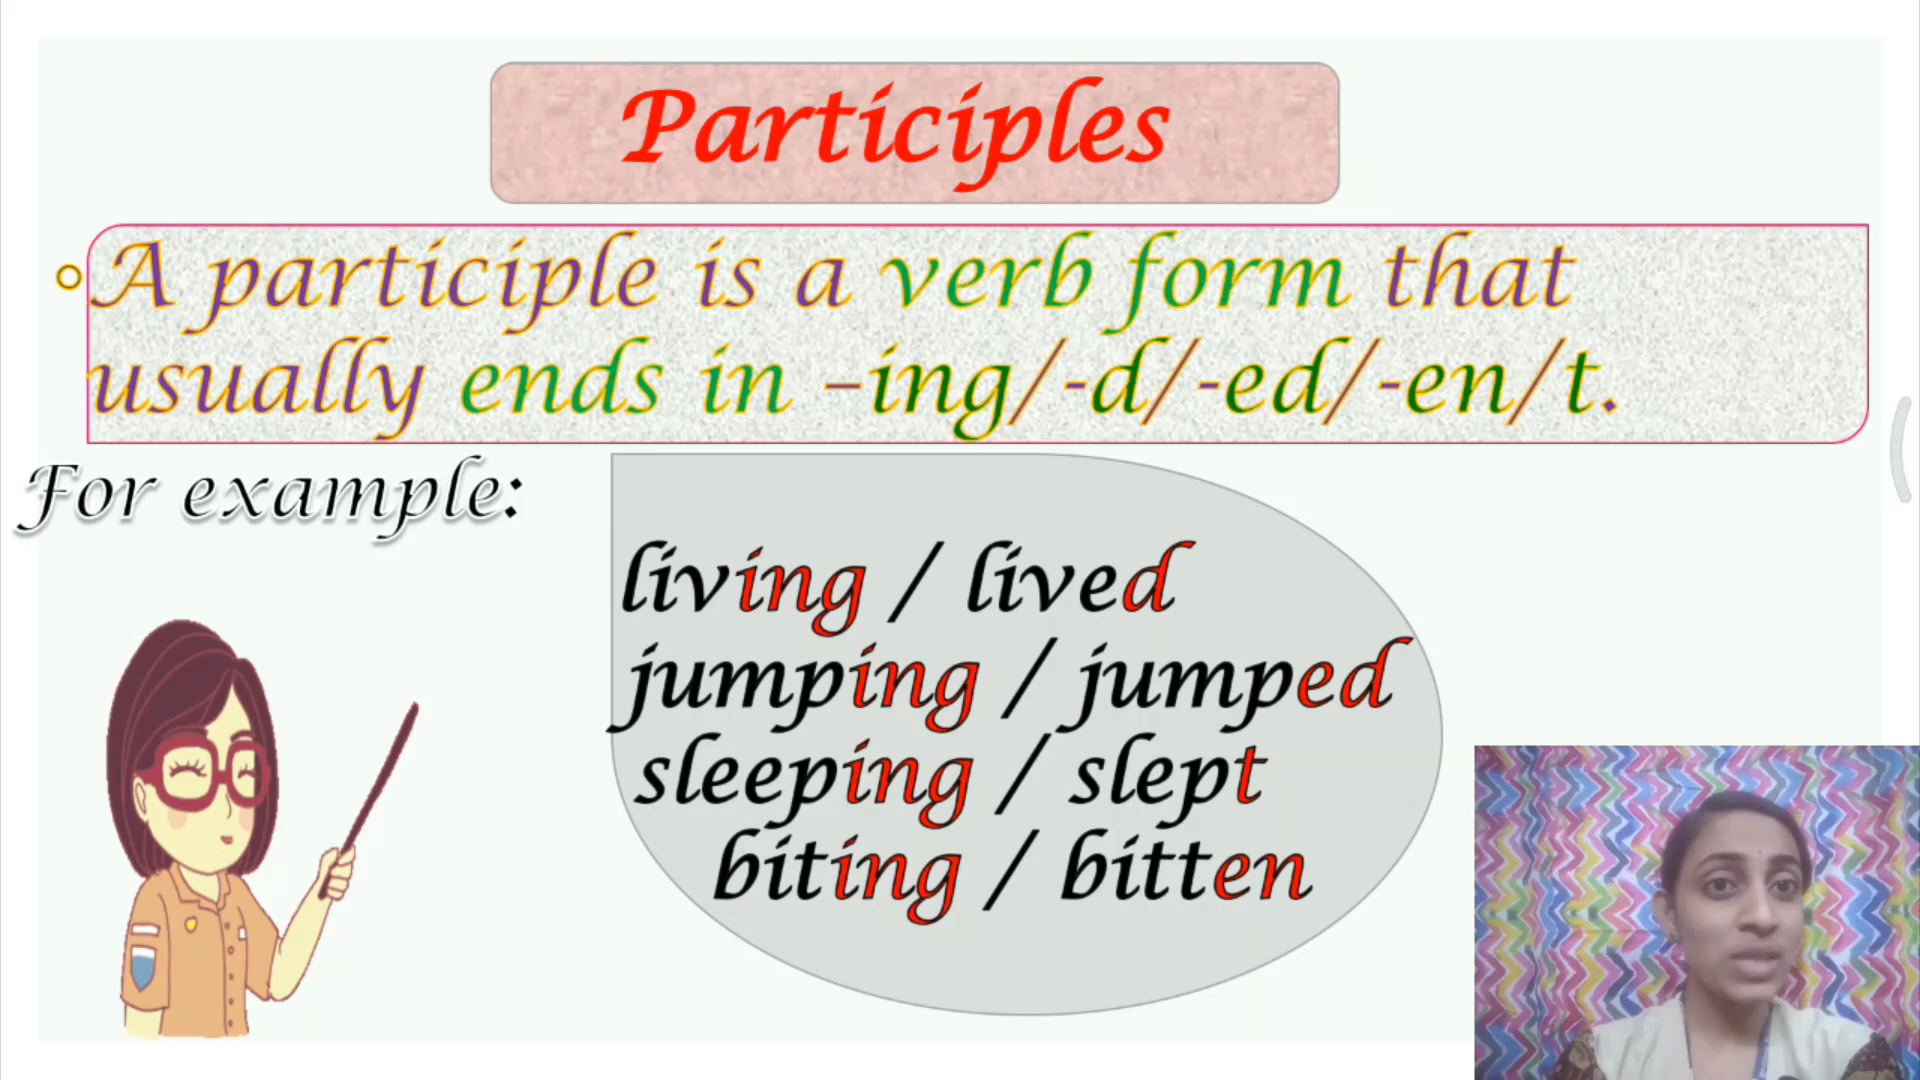 Participles
A participle is a verb form that
usually ends in –ing/-d/-ed/-en/t.
For example:
living / lived
jumping / jumped
sleeping / slept
biting / bitten